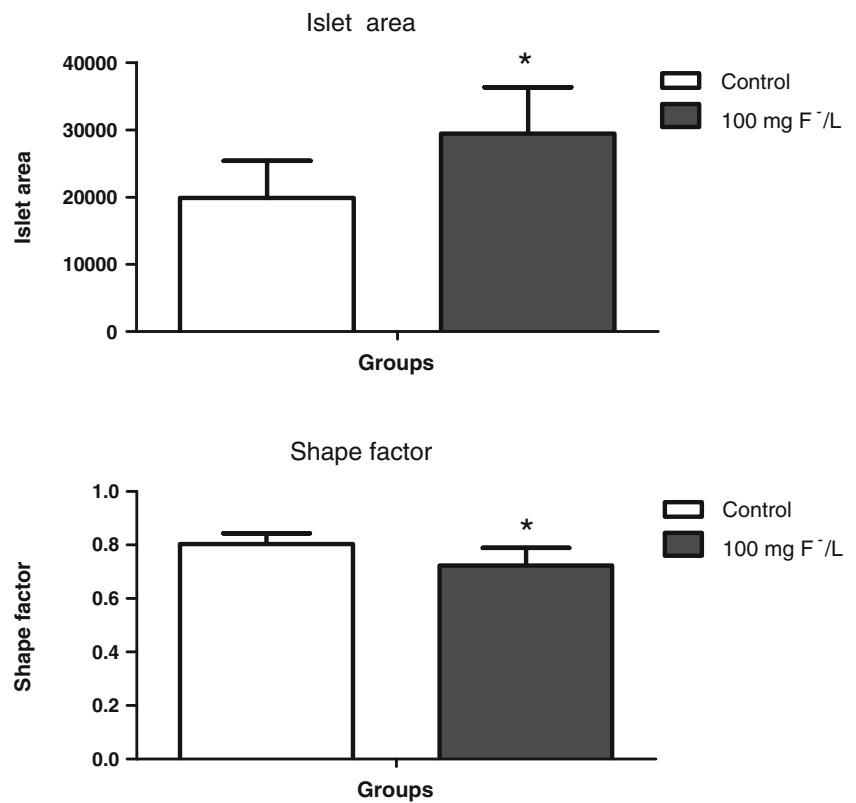 Islet area
*
40000
30000
20000
10000
0
Islet area
Groups
Control
100 mg F⁻/L
Shape factor
*
1.0
0.8
0.6
0.4
0.2
0.0
Shape factor
Groups
Control
100 mg F⁻/L